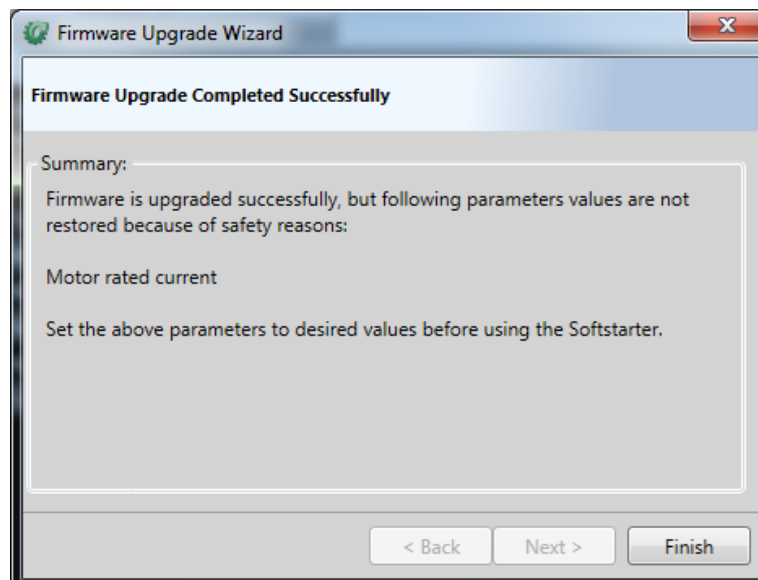 Firmware Upgrade Wizard
Firmware Upgrade Completed Successfully
Summary:
Firmware is upgraded successfully, but following parameters values are not
restored because of safety reasons:
Motor rated current
Set the above parameters to desired values before using the Softstarter.
< Back Next > Finish